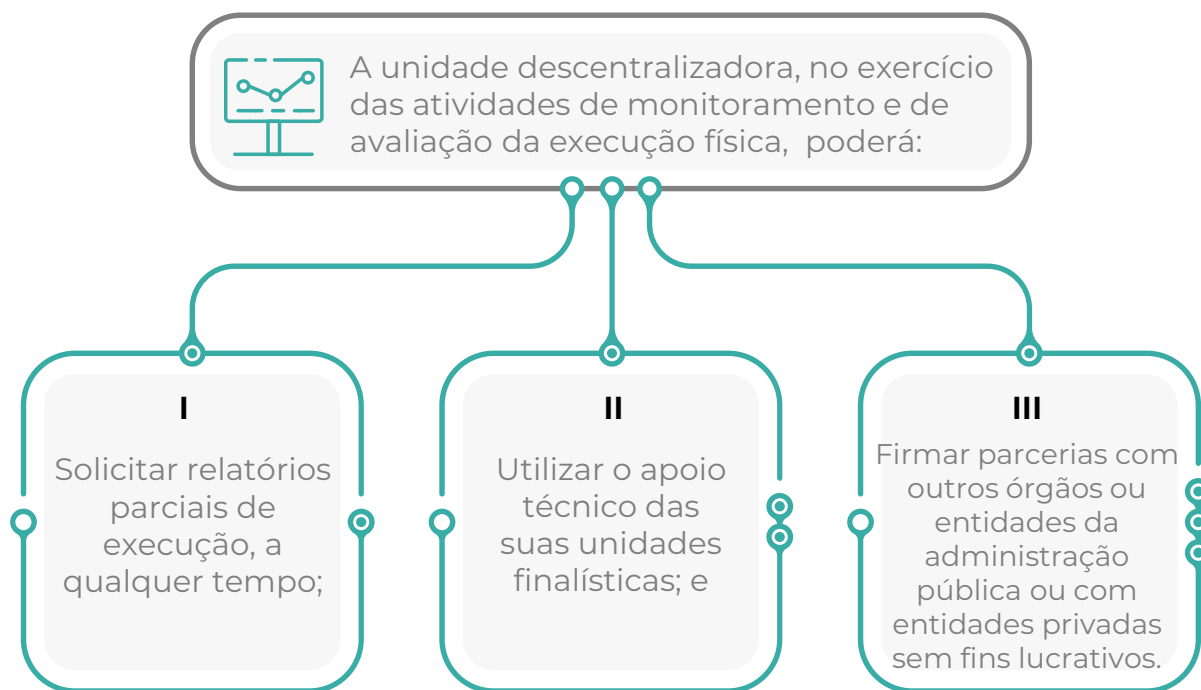 A unidade descentralizadora, no exercício
das atividades de monitoramento e de
avaliação da execução física, poderá:
I
Solicitar relatórios
parciais de
execução, a
qualquer tempo;
II
Utilizar o apoio
técnico das
suas unidades
finalísticas; e
III
Firmar parcerias com
outros órgãos ou
entidades da
administração
pública ou com
entidades privadas
sem fins lucrativos.